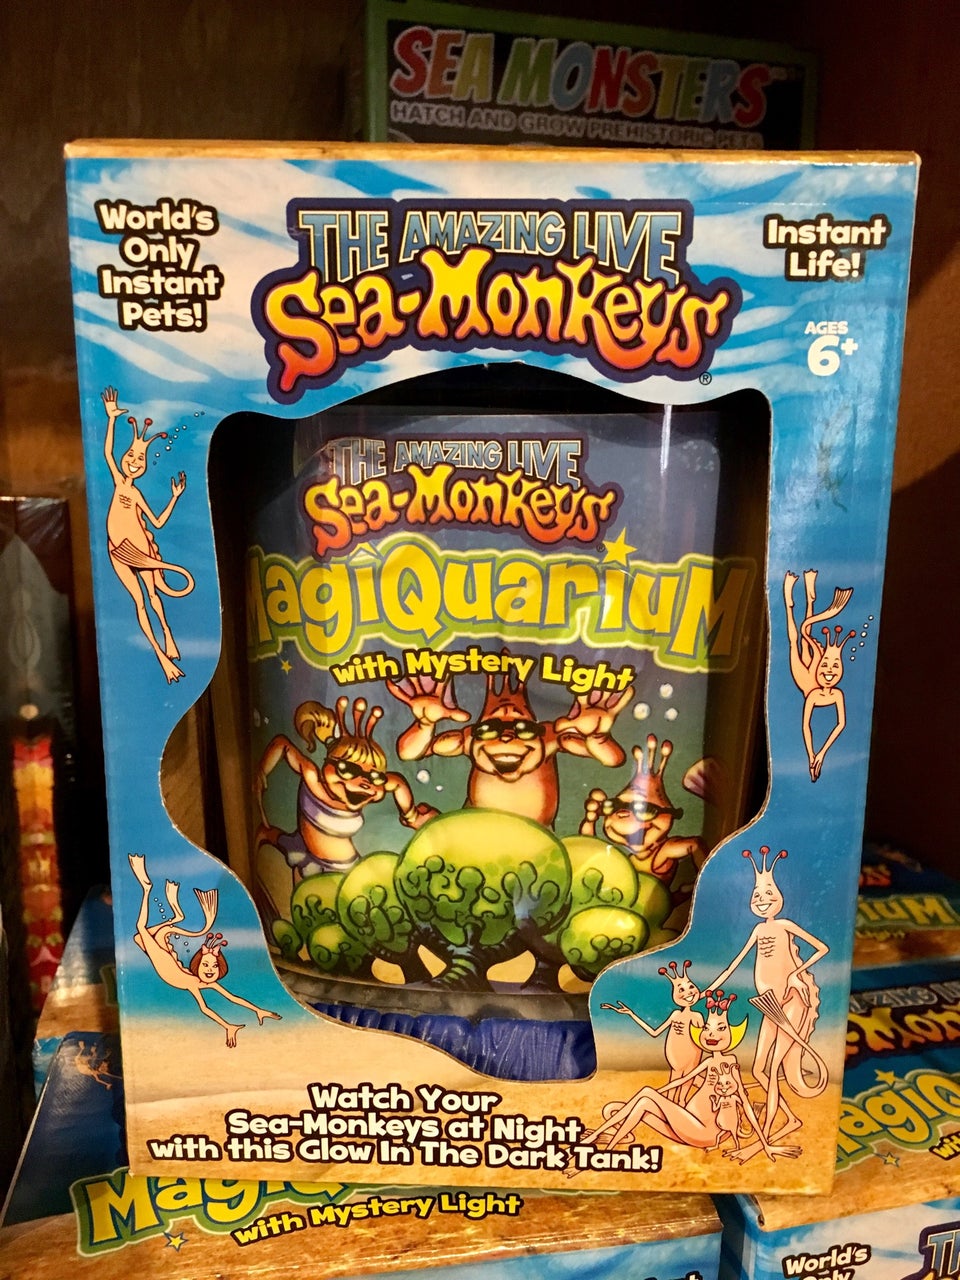 SEA MONSTERS
HATCH AND GROW PREHISTORIC PETS
World's
Only
Instant
Pets!
THE AMAZING LIVE
Sea-Monkeys®
Instant
Life!
AGES
6+
THE AMAZING LIVE
Sea-Monkeys
MagiQuariuM
with Mystery Light
Watch Your
Sea-Monkeys at Night
with this Glow In The Dark Tank!
with Mystery Light
World's